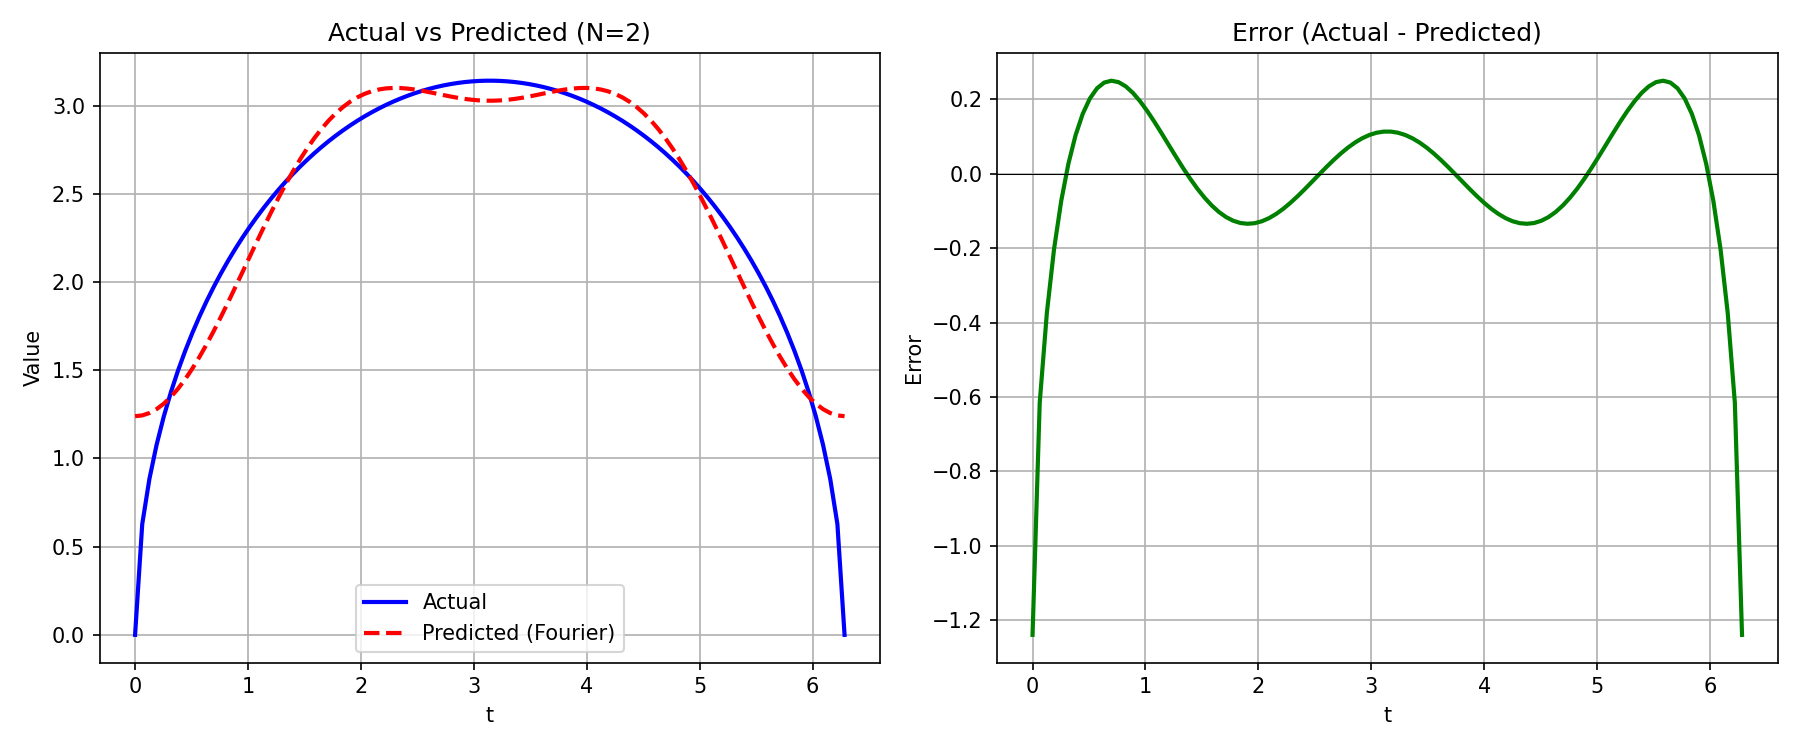 Actual vs Predicted (N=2)
Value
3.0
2.5
2.0
1.5
1.0
0.5
0.0
Actual
Predicted (Fourier)
0 1 2 3 4 5 6
t
Error (Actual - Predicted)
Error
0.2
0.0
−0.2
−0.4
−0.6
−0.8
−1.0
−1.2
0 1 2 3 4 5 6
t